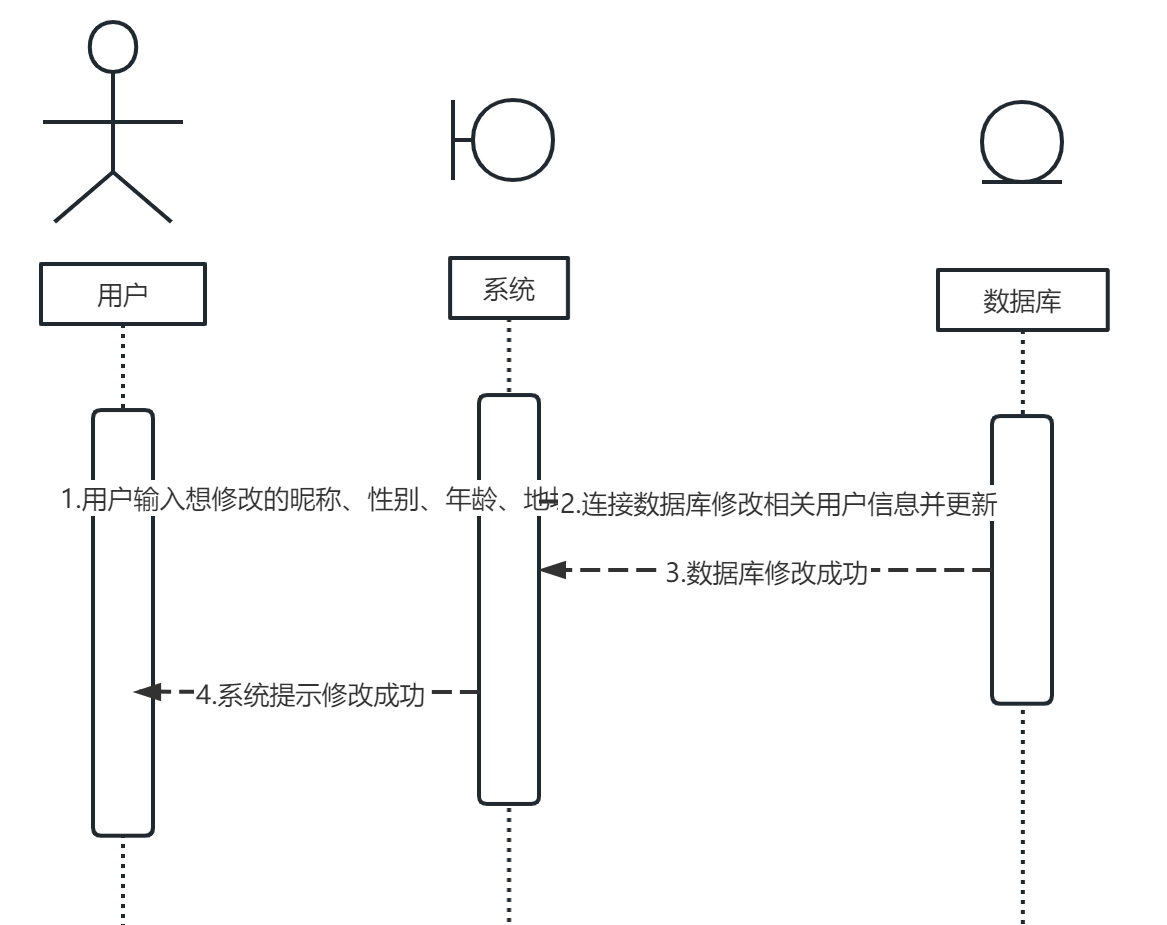 用户
系统
数据库
1.用户输入想修改的昵称、性别、年龄、地
2.连接数据库修改相关用户信息并更新
3.数据库修改成功
4.系统提示修改成功